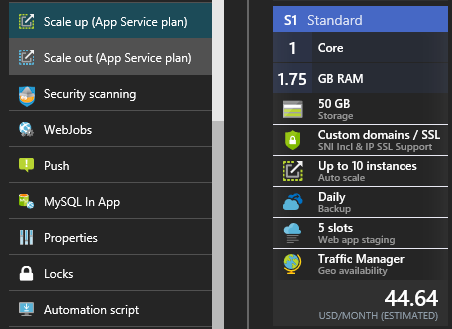 Scale up (App Service plan)
Scale out (App Service plan)
Security scanning
WebJobs
Push
MySQL In App
Properties
Locks
Automation script
S1 Standard
1 Core
1.75 GB RAM
50 GB
Storage
Custom domains / SSL
SNI Incl & IP SSL Support
Up to 10 instances
Auto scale
Daily
Backup
5 slots
Web app staging
Traffic Manager
Geo availability
44.64
USD/MONTH (ESTIMATED)